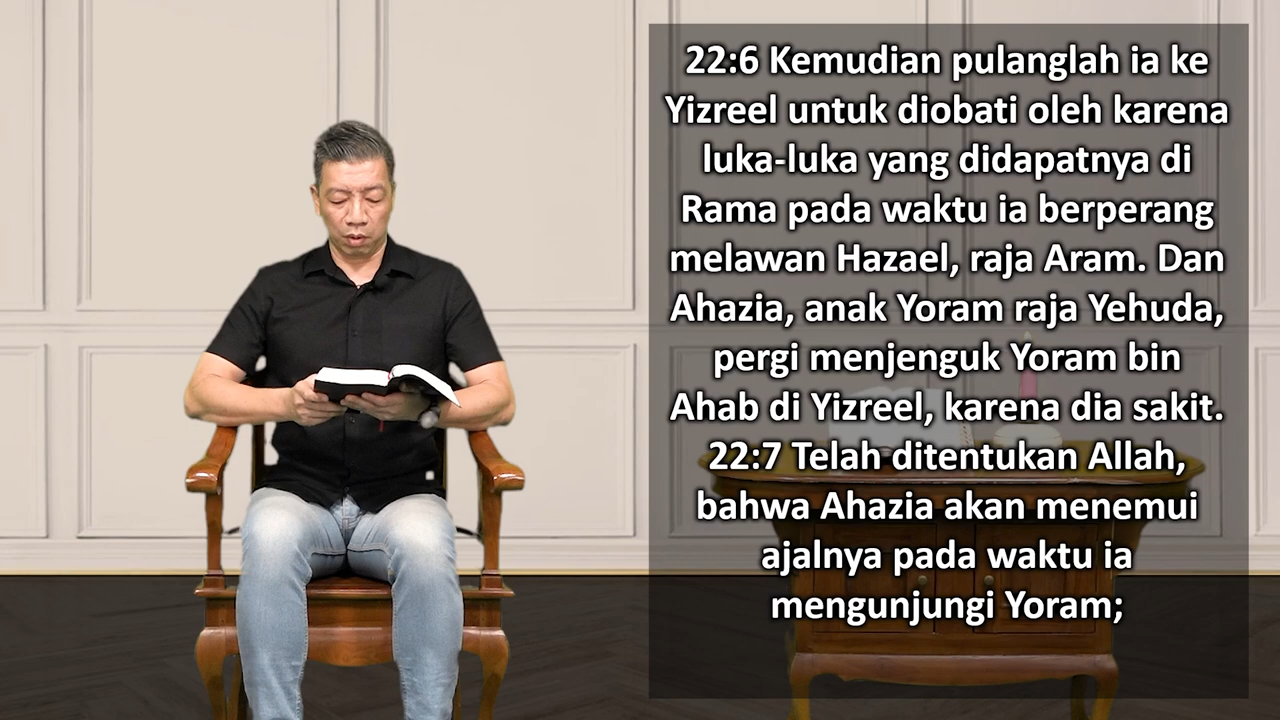 22:6 Kemudian pulanglah ia ke
Yizreel untuk diobati oleh karena
luka-luka yang didapatnya di
Rama pada waktu ia berperang
melawan Hazael, raja Aram. Dan
Ahazia, anak Yoram raja Yehuda,
pergi menjenguk Yoram bin
Ahab di Yizreel, karena dia sakit.
22:7 Telah ditentukan Allah,
bahwa Ahazia akan menemui
ajalnya pada waktu ia
mengunjungi Yoram;